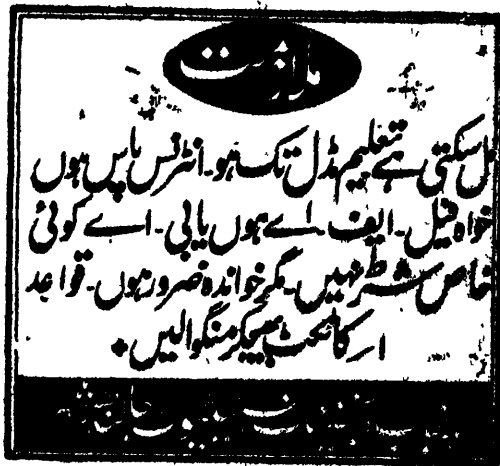 ملازمت
مل سکتی ہے تعلیم مڈل تک ہو۔ انٹرنس پاس ہوں
خواہ فیل۔ ایف۔ اے ہوں یا بی۔ اے کوئی
خاص شرط نہیں۔ مگر خواندہ ضرور ہوں۔ قواعد
۱ر کا ٹکٹ بھیجکر منگوالیں۔